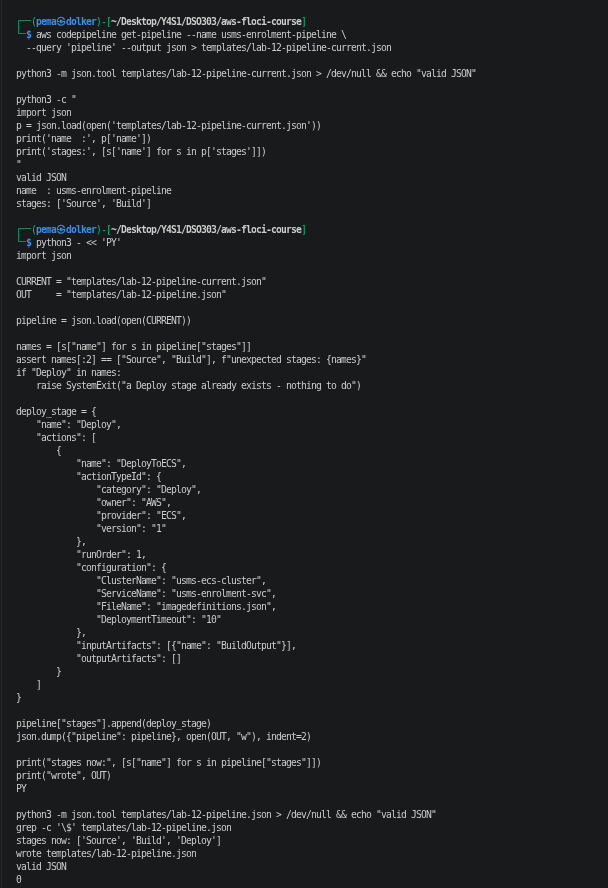 ┌──(pema㉿dolker)-[~/Desktop/Y4S1/DSO303/aws-floci-course]
└─$ aws codepipeline get-pipeline --name usms-enrolment-pipeline \
  --query 'pipeline' --output json > templates/lab-12-pipeline-current.json

python3 -m json.tool templates/lab-12-pipeline-current.json > /dev/null && echo "valid JSON"

python3 -c "
import json
p = json.load(open('templates/lab-12-pipeline-current.json'))
print('name  :', p['name'])
print('stages:', [s['name'] for s in p['stages']])
"
valid JSON
name  : usms-enrolment-pipeline
stages: ['Source', 'Build']

┌──(pema㉿dolker)-[~/Desktop/Y4S1/DSO303/aws-floci-course]
└─$ python3 - << 'PY'
import json

CURRENT = "templates/lab-12-pipeline-current.json"
OUT     = "templates/lab-12-pipeline.json"

pipeline = json.load(open(CURRENT))

names = [s["name"] for s in pipeline["stages"]]
assert names[:2] == ["Source", "Build"], f"unexpected stages: {names}"
if "Deploy" in names:
    raise SystemExit("a Deploy stage already exists - nothing to do")

deploy_stage = {
    "name": "Deploy",
    "actions": [
        {
            "name": "DeployToECS",
            "actionTypeId": {
                "category": "Deploy",
                "owner": "AWS",
                "provider": "ECS",
                "version": "1"
            },
            "runOrder": 1,
            "configuration": {
                "ClusterName": "usms-ecs-cluster",
                "ServiceName": "usms-enrolment-svc",
                "FileName": "imagedefinitions.json",
                "DeploymentTimeout": "10"
            },
            "inputArtifacts": [{"name": "BuildOutput"}],
            "outputArtifacts": []
        }
    ]
}

pipeline["stages"].append(deploy_stage)
json.dump({"pipeline": pipeline}, open(OUT, "w"), indent=2)

print("stages now:", [s["name"] for s in pipeline["stages"]])
print("wrote", OUT)
PY

python3 -m json.tool templates/lab-12-pipeline.json > /dev/null && echo "valid JSON"
grep -c '\$' templates/lab-12-pipeline.json
stages now: ['Source', 'Build', 'Deploy']
wrote templates/lab-12-pipeline.json
valid JSON
0